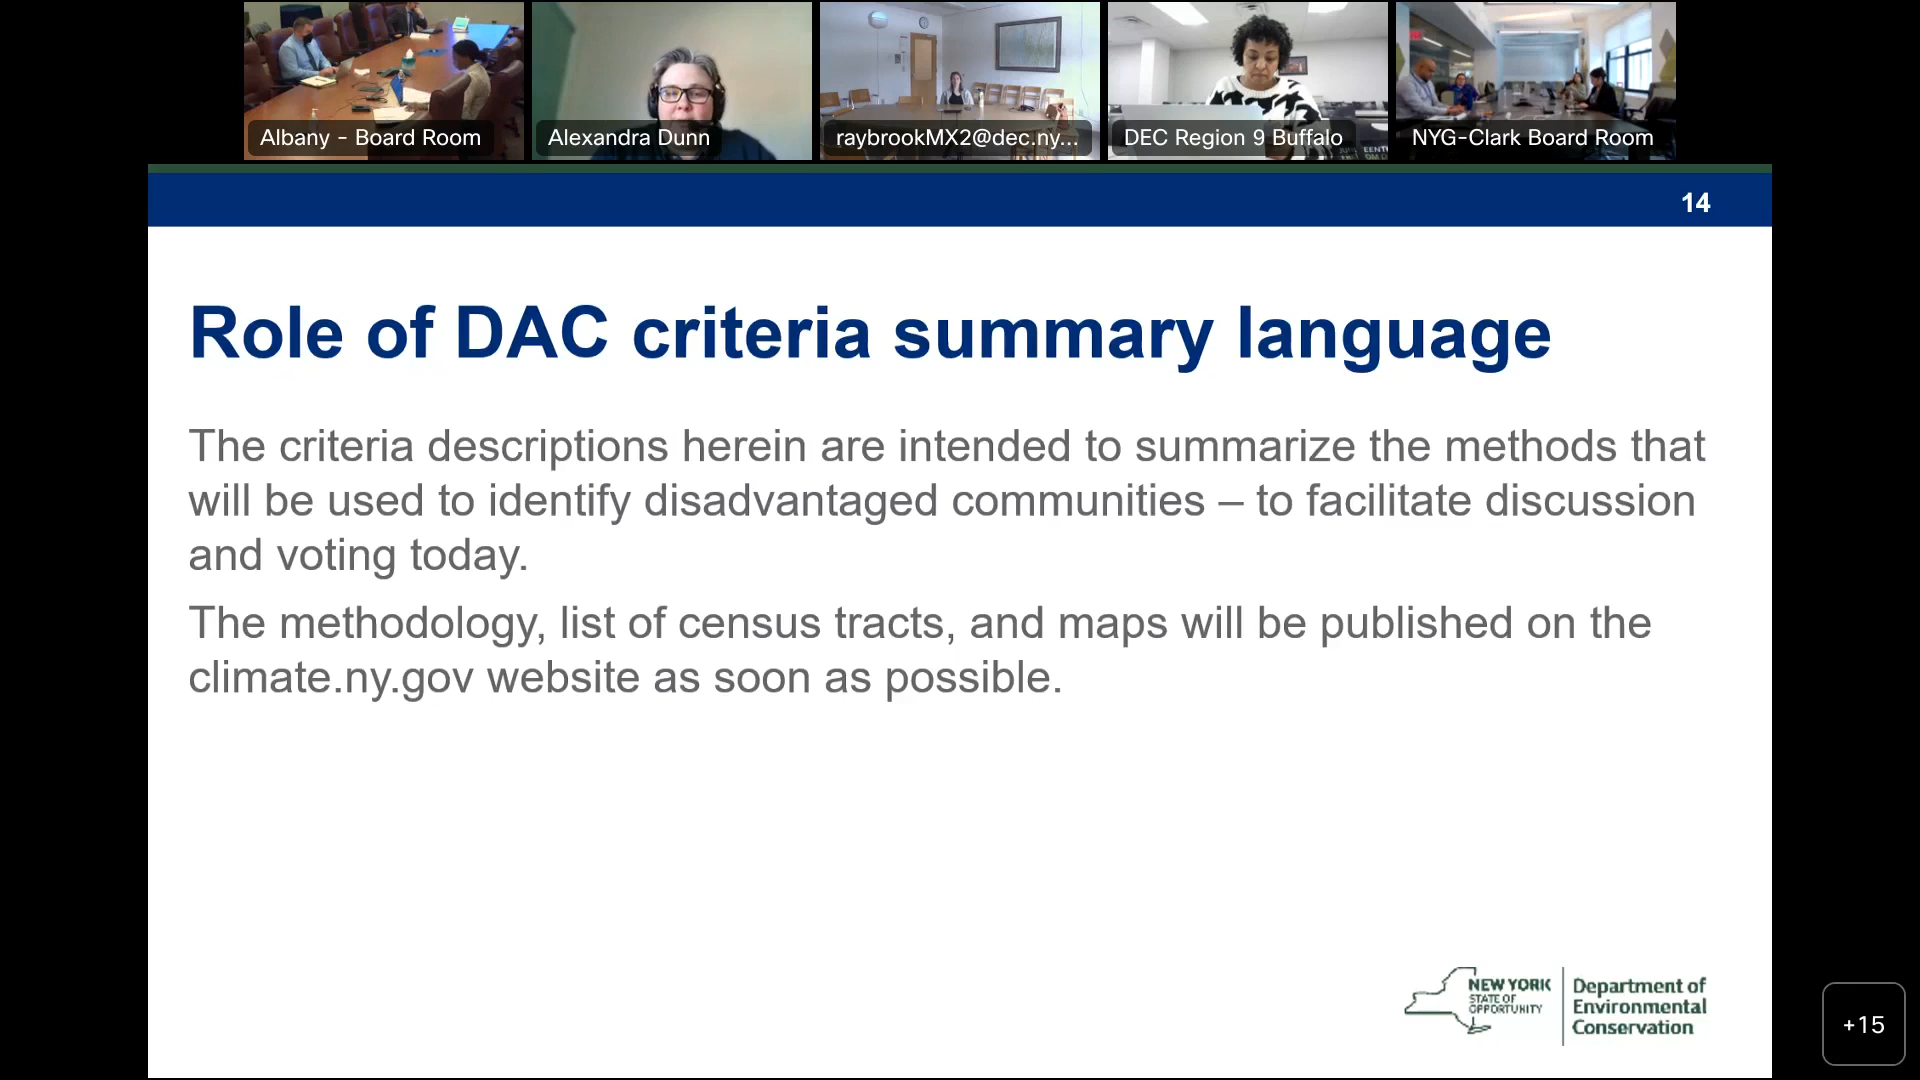 Albany - Board Room
Alexandra Dunn
raybrookMX2@dec.ny...
DEC Region 9 Buffalo
NYG-Clark Board Room
14
Role of DAC criteria summary language
The criteria descriptions herein are intended to summarize the methods that
will be used to identify disadvantaged communities – to facilitate discussion
and voting today.
The methodology, list of census tracts, and maps will be published on the
climate.ny.gov website as soon as possible.
NEW YORK
STATE OF
OPPORTUNITY
Department of
Environmental
Conservation
+15